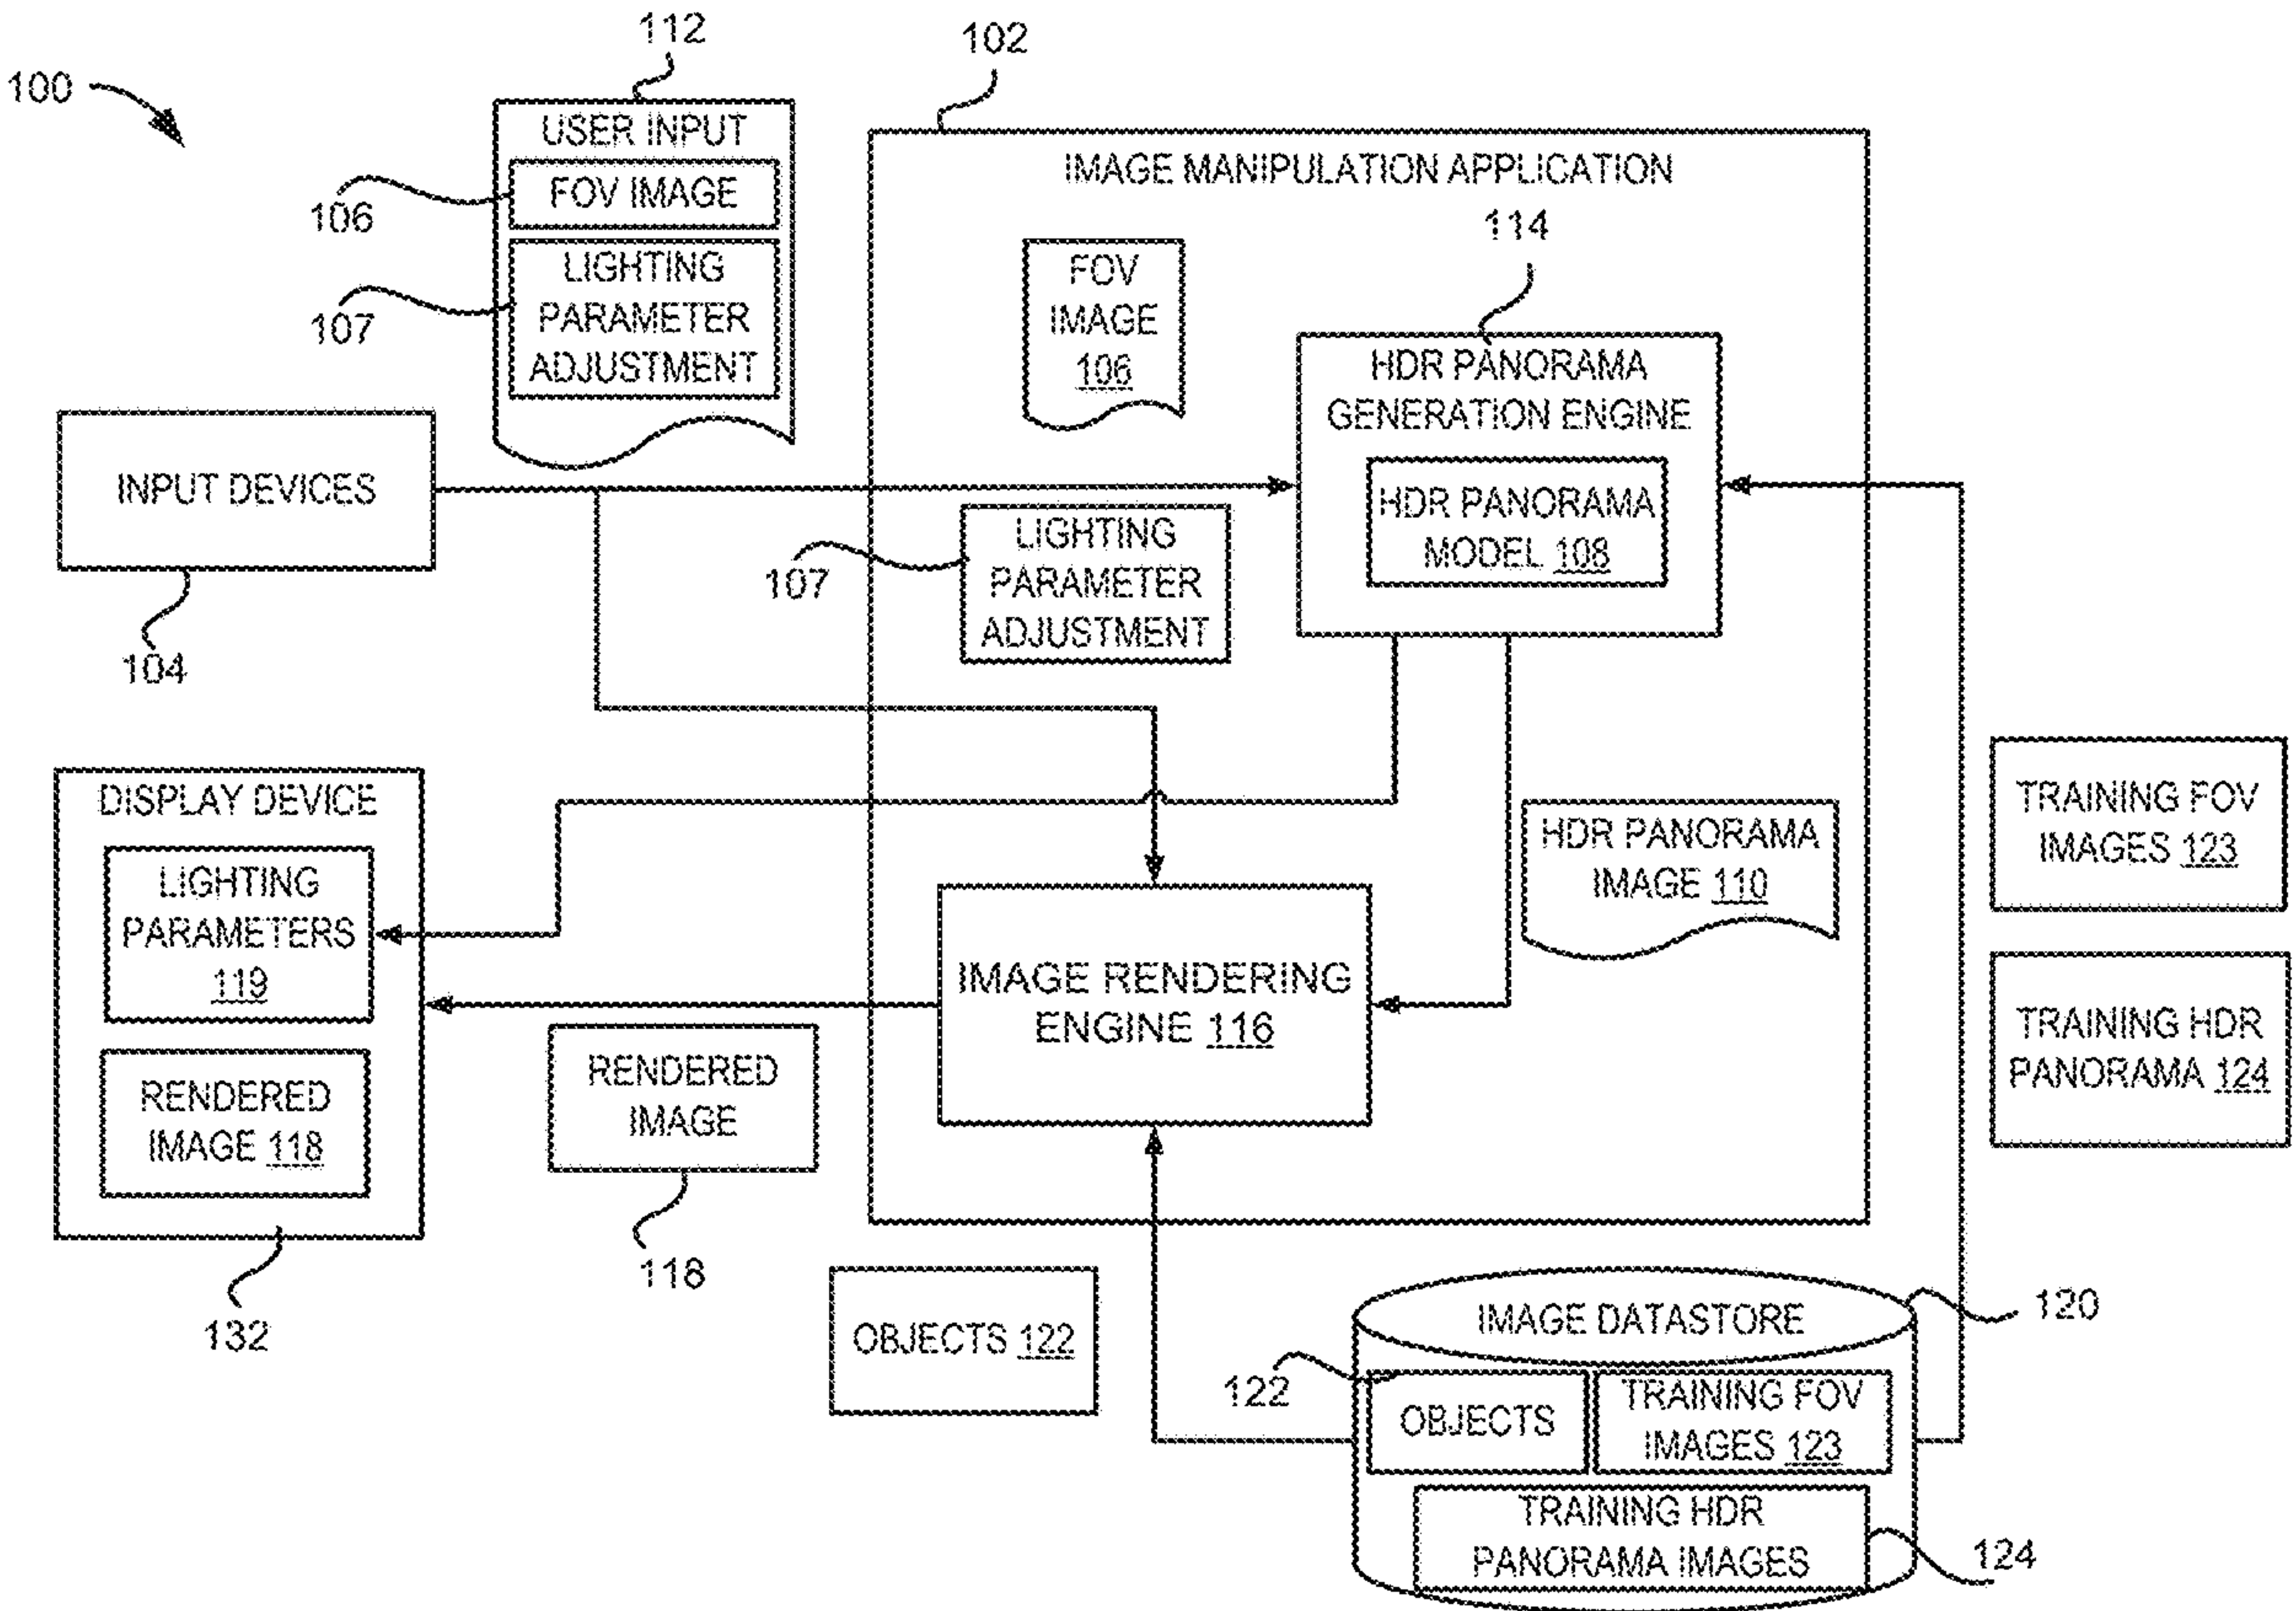 100
112
102
USER INPUT
FOV IMAGE
106
LIGHTING
PARAMETER
ADJUSTMENT
107
IMAGE MANIPULATION APPLICATION
FOV
IMAGE
106
114
HDR PANORAMA
GENERATION ENGINE
HDR PANORAMA
MODEL 108
INPUT DEVICES
104
LIGHTING
PARAMETER
ADJUSTMENT
107
DISPLAY DEVICE
LIGHTING
PARAMETERS
119
RENDERED
IMAGE 118
132
HDR PANORAMA
IMAGE 110
IMAGE RENDERING
ENGINE 116
RENDERED
IMAGE
118
TRAINING FOV
IMAGES 123
TRAINING HDR
PANORAMA 124
OBJECTS 122
IMAGE DATASTORE
120
122
OBJECTS
TRAINING FOV
IMAGES 123
TRAINING HDR
PANORAMA IMAGES
124